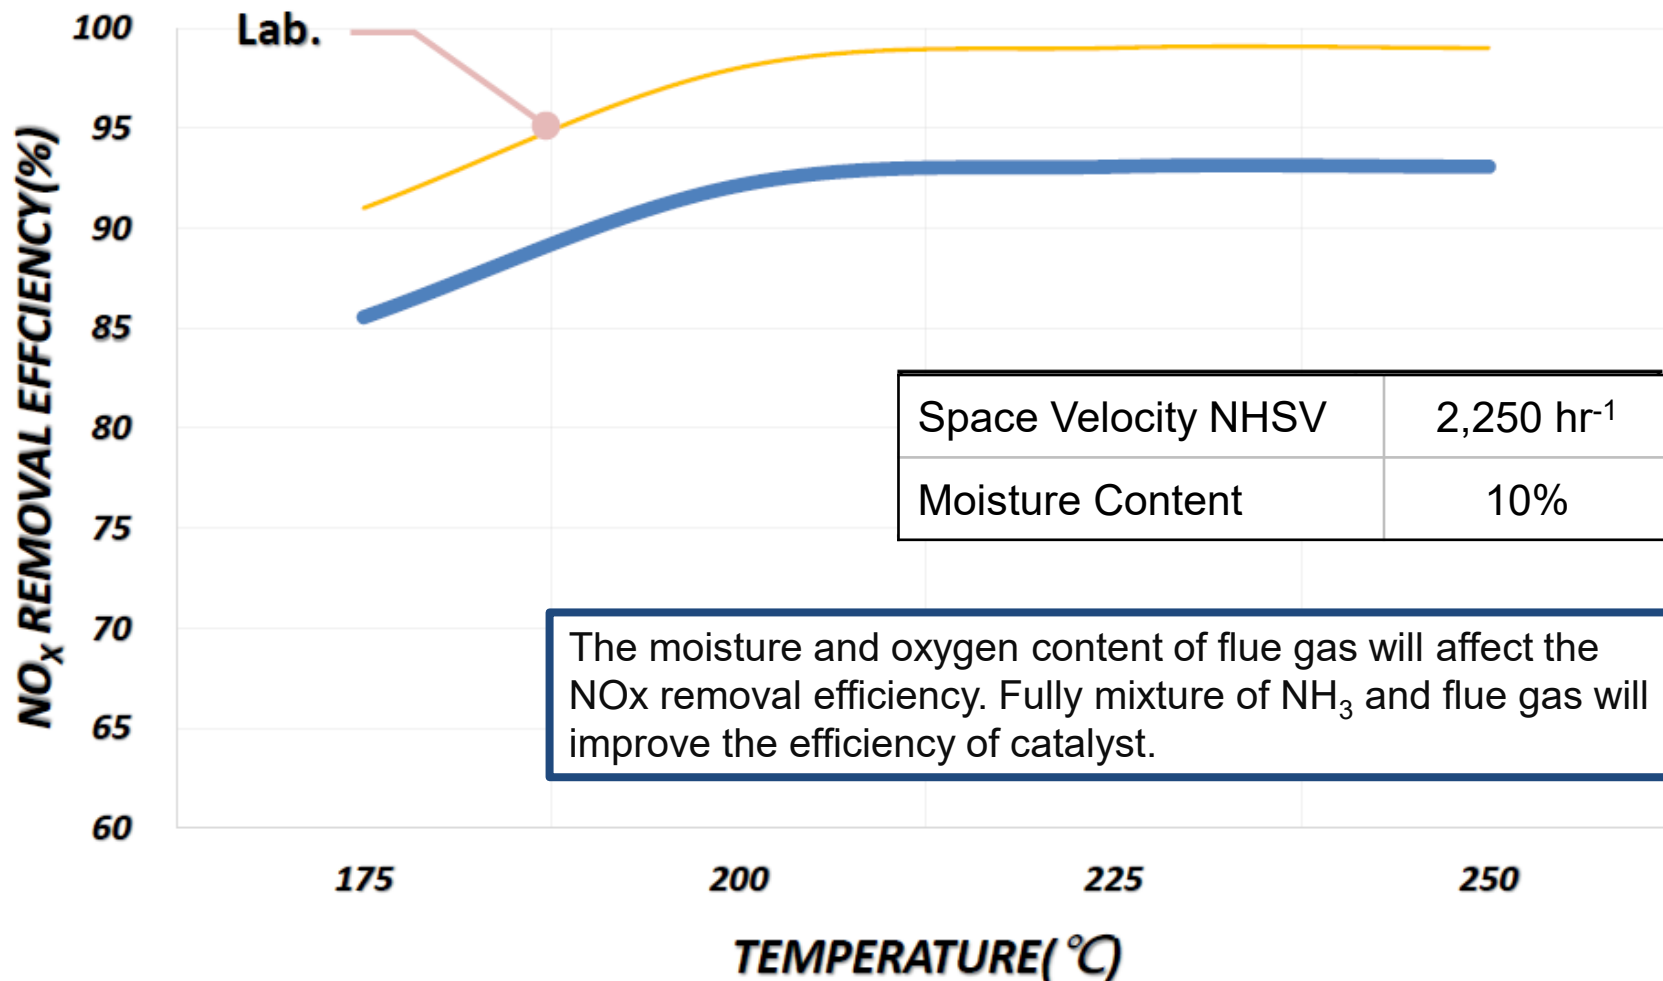 Lab.
100
95
90
85
80
75
70
65
60
NOX REMOVAL EFFCIENCY(%)
Space Velocity NHSV 2,250 hr-1
Moisture Content 10%
The moisture and oxygen content of flue gas will affect the
NOx removal efficiency. Fully mixture of NH3 and flue gas will
improve the efficiency of catalyst.
175 200 225 250
TEMPERATURE(℃)